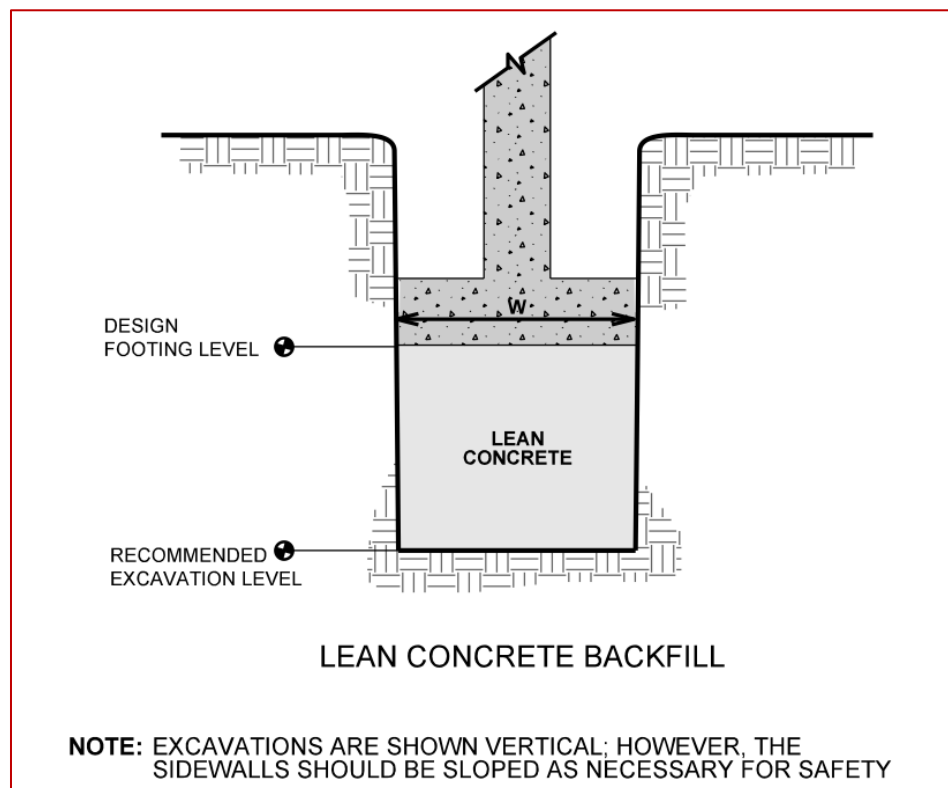 W
DESIGN
FOOTING LEVEL
LEAN
CONCRETE
RECOMMENDED
EXCAVATION LEVEL
LEAN CONCRETE BACKFILL
NOTE: EXCAVATIONS ARE SHOWN VERTICAL; HOWEVER, THE
SIDEWALLS SHOULD BE SLOPED AS NECESSARY FOR SAFETY